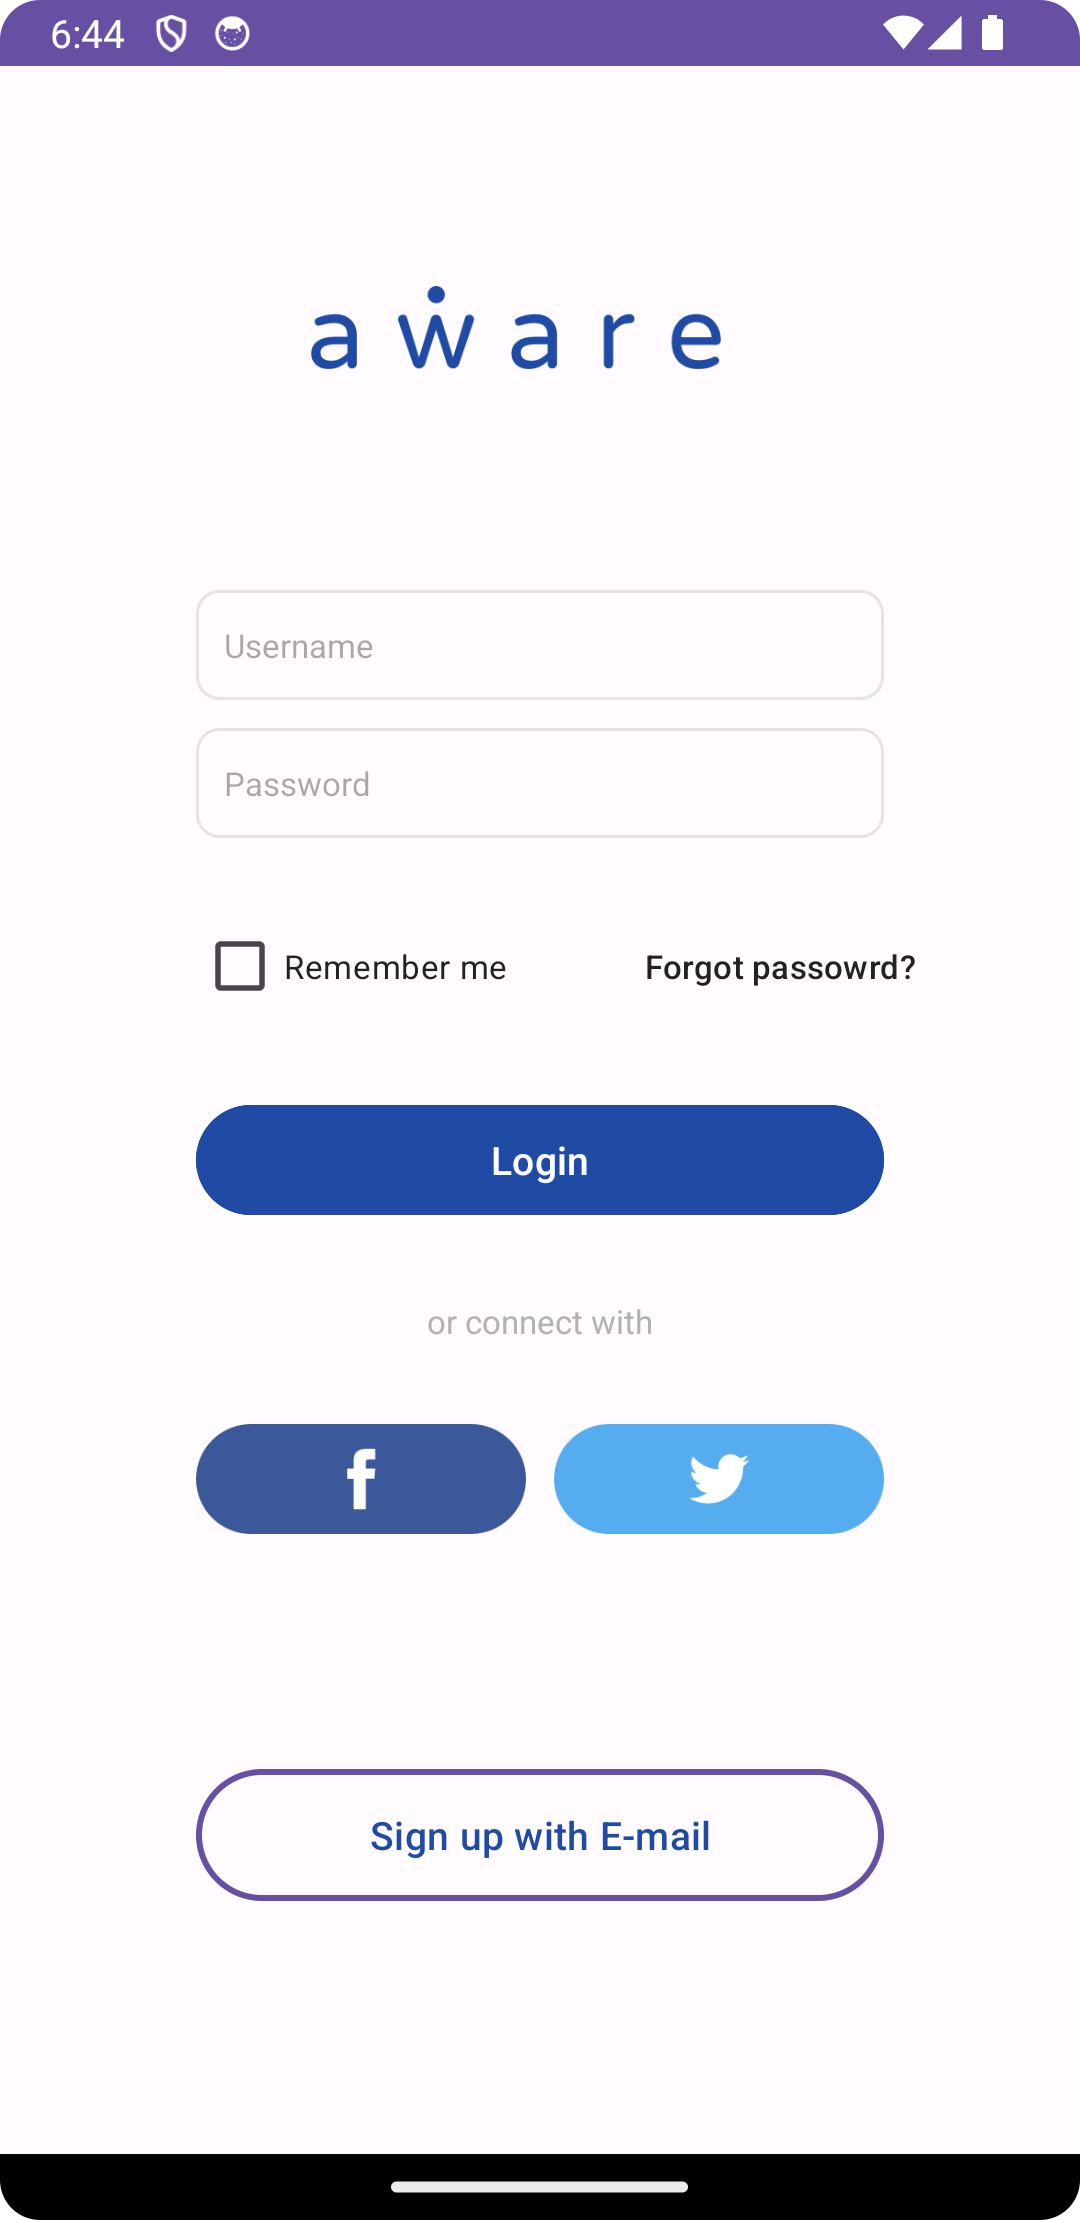 6:44
aware
Username
Password
Remember me
Forgot passowrd?
Login
or connect with
f
Sign up with E-mail